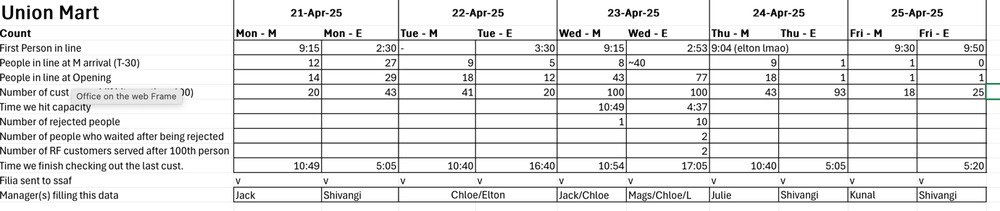 Union Mart 21-Apr-25 22-Apr-25 23-Apr-25 24-Apr-25 25-Apr-25
Count Mon - M Mon - E Tue - M Tue - E Wed - M Wed - E Thu - M Thu - E Fri - M Fri - E
First Person in line 9:15 2:30 - 3:30 9:15 2:53 9:04 (elton lmao) 9:30 9:50
People in line at M arrival (T-30) 12 27 9 5 8 ~40 9 1 1 0
People in line at Opening 14 29 18 12 43 77 18 1 1 1
Number of cust 00) 20 43 41 20 100 100 43 93 18 25
Office on the web Frame
Time we hit capacity 10:49 4:37
Number of rejected people 1 10
Number of people who waited after being rejected 2
Number of RF customers served after 100th person 2
Time we finish checking out the last cust. 10:49 5:05 10:40 16:40 10:54 17:05 10:40 5:05 5:20
Filia sent to ssaf v v v v v v v v v v
Manager(s) filling this data Jack Shivangi Chloe/Elton Jack/Chloe Mags/Chloe/L Julie Shivangi Kunal Shivangi